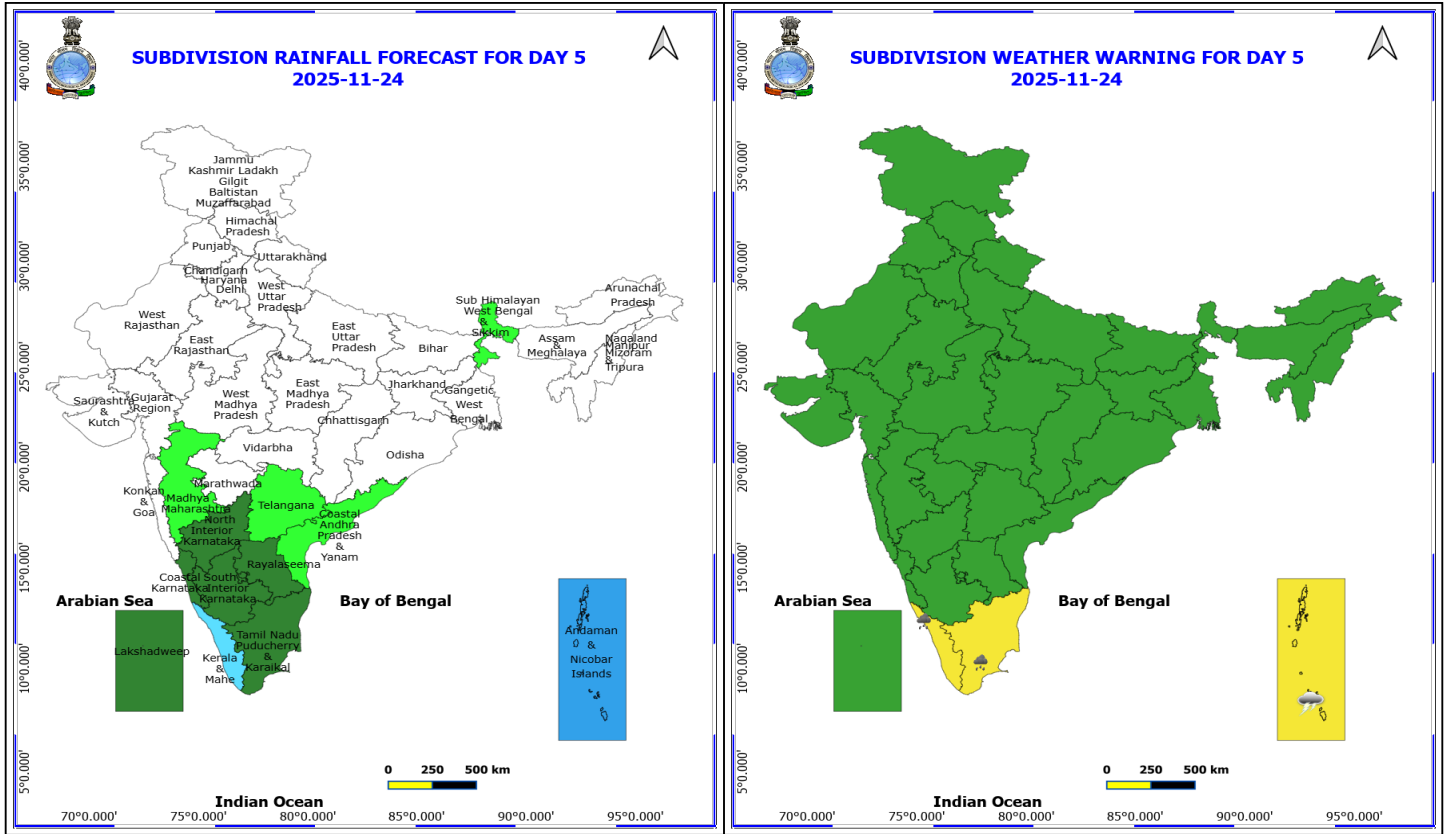 SUBDIVISION RAINFALL FORECAST FOR DAY 5
2025-11-24
40°0.000'
35°0.000'
30°0.000'
25°0.000'
20°0.000'
15°0.000'
10°0.000'
5°0.000'
Jammu
Kashmir Ladakh
Gilgit
Baltistan
Muzaffarabad
Himachal
Pradesh
Punjab
Uttarakhand
Chandigarh
Haryana
Delhi
West
Uttar
Pradesh
Arunachal
Pradesh
Sub Himalayan
West Bengal
&
Sikkim
West
Rajasthan
East
Rajasthan
East
Uttar
Pradesh
Bihar
Assam
&
Meghalaya
Nagaland
Manipur
Mizoram
&
Tripura
Saurashtra
&
Kutch
Gujarat
Region
West
Madhya
Pradesh
East
Madhya
Pradesh
Jharkhand
Gangetic
West
Bengal
Chhattisgarh
Vidarbha
Odisha
Konkan
&
Goa
Madhya
Maharashtra
Marathwada
Telangana
North
Interior
Karnataka
Coastal
Andhra
Pradesh
&
Yanam
Rayalaseema
Coastal
Karnataka
South
Interior
Karnataka
Arabian Sea
Bay of Bengal
Lakshadweep
Kerala
&
Mahe
Tamil Nadu
Puducherry
&
Karaikal
Andaman
&
Nicobar
Islands
0 250 500 km
Indian Ocean
70°0.000' 75°0.000' 80°0.000' 85°0.000' 90°0.000' 95°0.000'
SUBDIVISION WEATHER WARNING FOR DAY 5
2025-11-24
40°0.000'
35°0.000'
30°0.000'
25°0.000'
20°0.000'
15°0.000'
10°0.000'
5°0.000'
Arabian Sea
Bay of Bengal
0 250 500 km
Indian Ocean
70°0.000' 75°0.000' 80°0.000' 85°0.000' 90°0.000' 95°0.000'